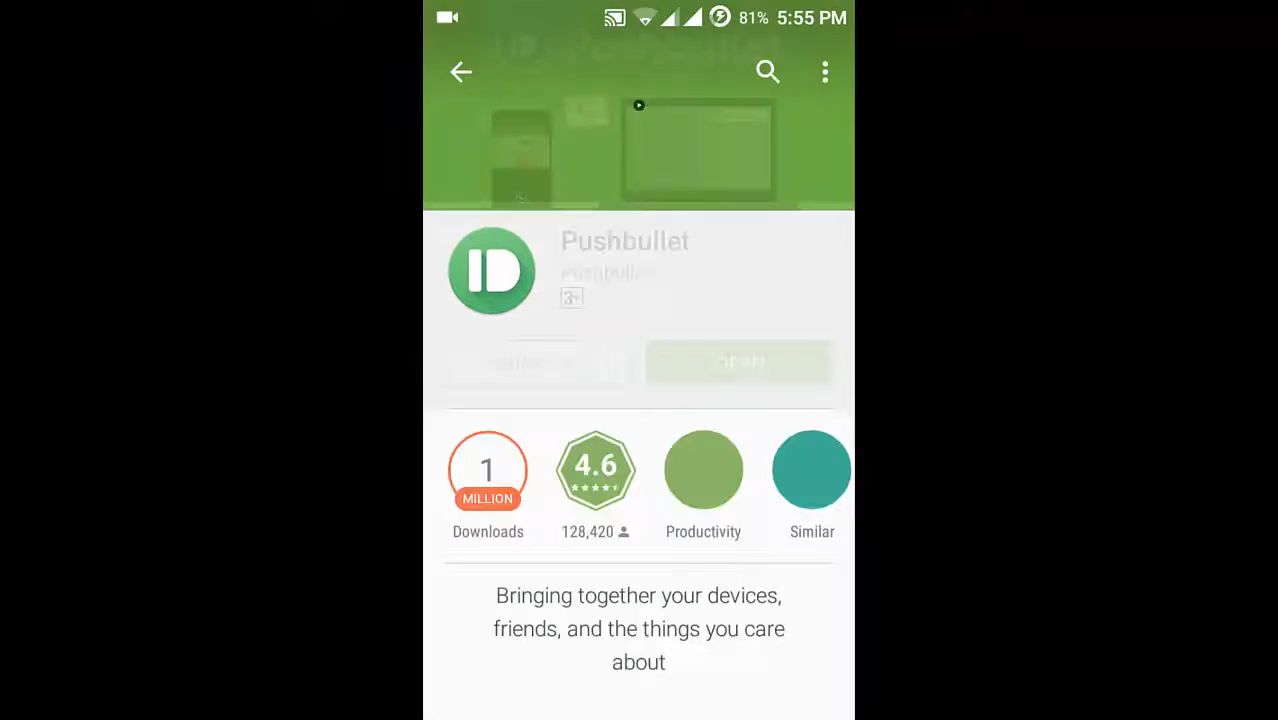 81% 5:55 PM
Pushbullet
3+
1
MILLION
4.6
Downloads
128,420
Productivity
Similar
Bringing together your devices,
friends, and the things you care
about